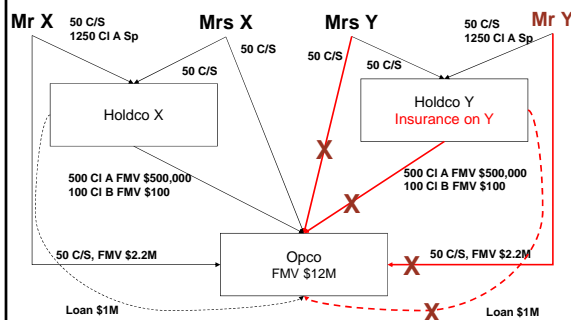 Mr X
50 C/S
1250 Cl A Sp
Mrs X
Mrs Y
50 C/S
1250 Cl A Sp
Mr Y
50 C/S
50 C/S
50 C/S
50 C/S
Holdco X
Holdco Y
Insurance on Y
X
500 Cl A FMV $500,000
100 Cl B FMV $100
500 Cl A FMV $500,000
100 Cl B FMV $100
X
50 C/S, FMV $2.2M
Opco
FMV $12M
50 C/S, FMV $2.2M
X
Loan $1M
X
Loan $1M